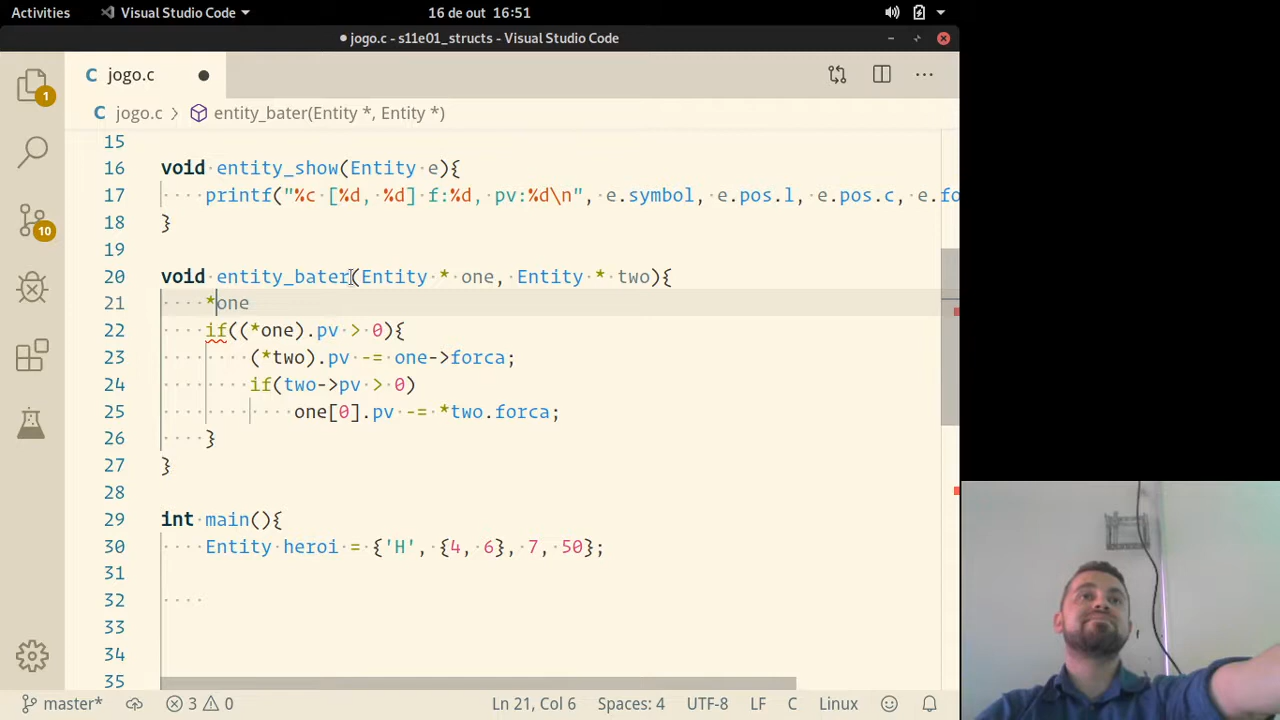 Activities Visual Studio Code 16 de out 16:51
● jogo.c - s11e01_structs - Visual Studio Code
C jogo.c
C jogo.c > entity_bater(Entity *, Entity *)
1
10
15
16 void entity_show(Entity e){
17 printf("%c [%d, %d] f:%d, pv:%d\n", e.symbol, e.pos.l, e.pos.c, e.fo
18 }
19
20 void entity_bater(Entity * one, Entity * two){
21 *one
22 if((*one).pv > 0){
23 (*two).pv -= one->forca;
24 if(two->pv > 0)
25 one[0].pv -= *two.forca;
26 }
27 }
28
29 int main(){
30 Entity heroi = {'H', {4, 6}, 7, 50};
31
32
33
34
35
master* 3 0 Ln 21, Col 6 Spaces: 4 UTF-8 LF C Linux